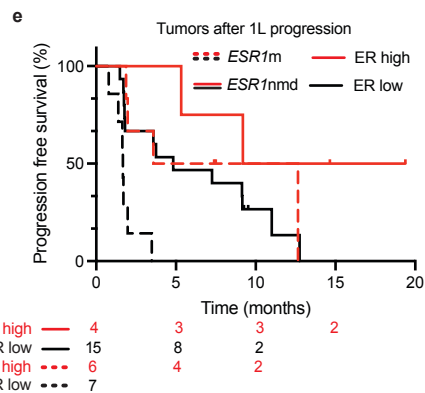 e
Tumors after 1L progression
ESR1m ER high
ESR1nmd ER low
Progression free survival (%)
100
50
0
0 5 10 15 20
Time (months)
high 4 3 3 2
R low 15 8 2
high 6 4 2
R low 7